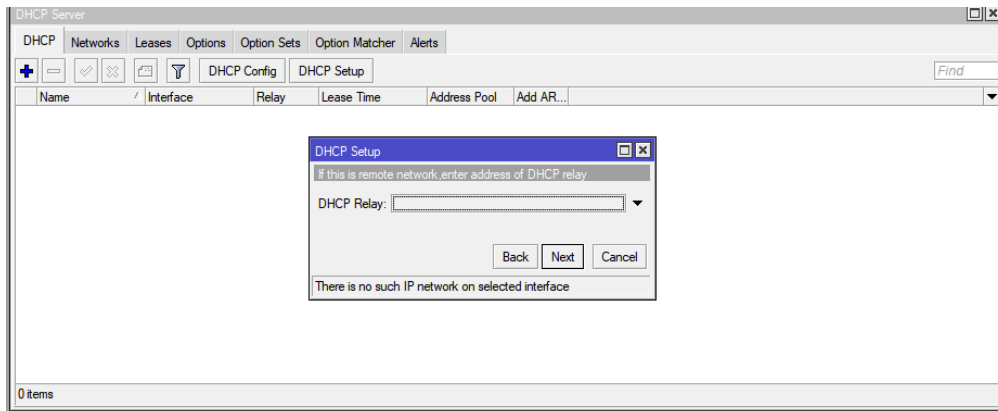 DHCP Server
DHCP Networks Leases Options Option Sets Option Matcher Alerts
DHCP Config DHCP Setup Find
Name / Interface Relay Lease Time Address Pool Add AR...
DHCP Setup
If this is remote network,enter address of DHCP relay
DHCP Relay:
Back Next Cancel
There is no such IP network on selected interface
0 items